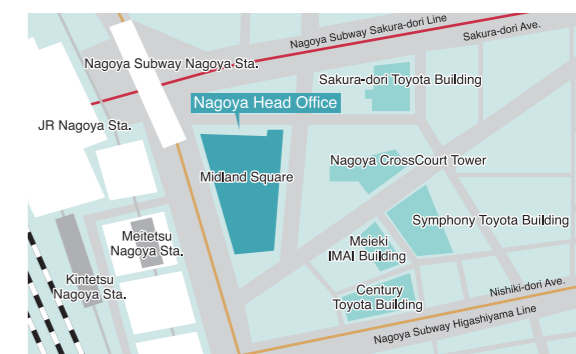 Nagoya Subway Sakura-dori Line
Sakura-dori Ave.
Nagoya Subway Nagoya Sta.
Sakura-dori Toyota Building
Nagoya Head Office
JR Nagoya Sta.
Nagoya CrossCourt Tower
Midland Square
Symphony Toyota Building
Meitetsu
Nagoya Sta.
Meieki
IMAI Building
Kintetsu
Nagoya Sta.
Century
Toyota Building
Nishiki-dori Ave.
Nagoya Subway Higashiyama Line